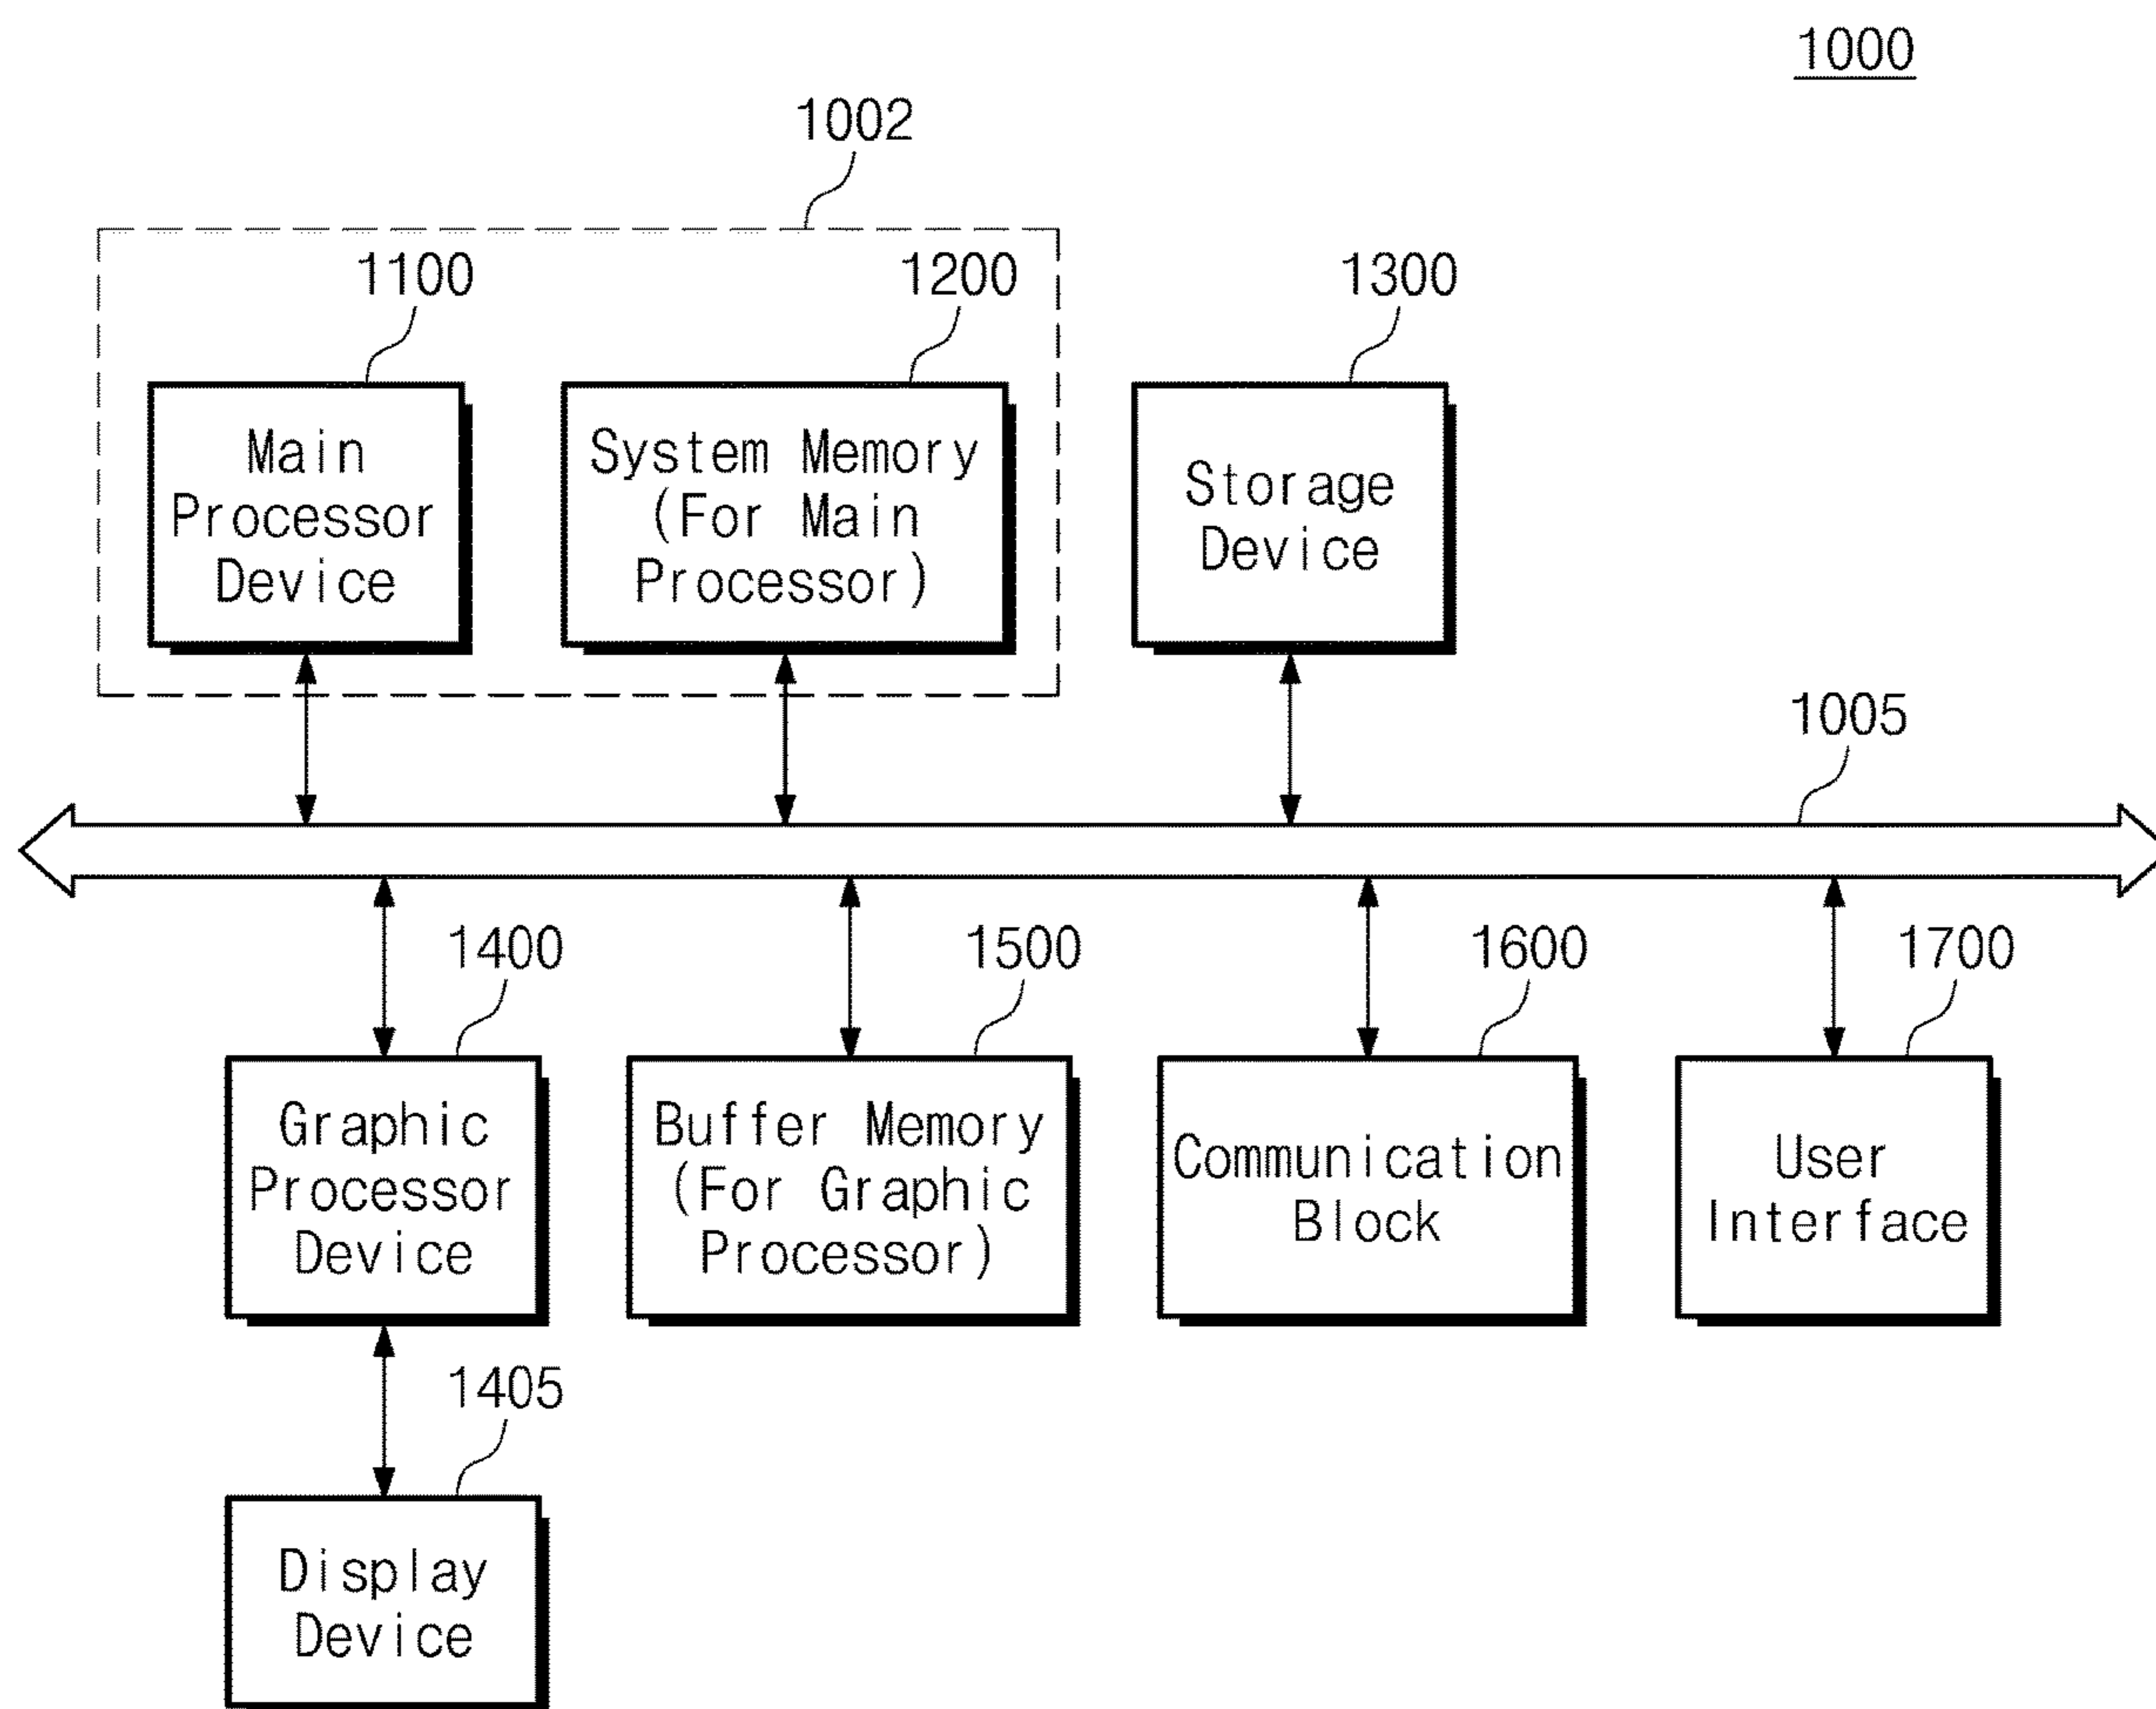 1000
1002
1100
1200
1300
Main
Processor
Device
System Memory
(For Main
Processor)
Storage
Device
1005
1400
1500
1600
1700
Graphic
Processor
Device
Buffer Memory
(For Graphic
Processor)
Communication
Block
User
Interface
1405
Display
Device